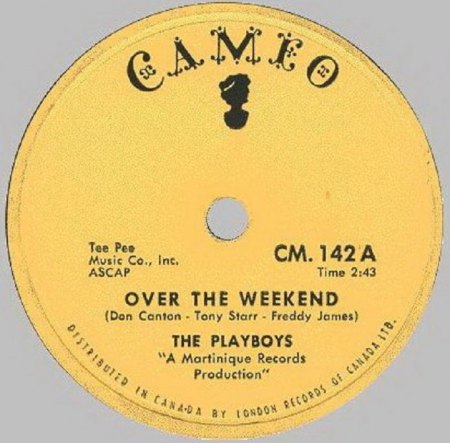 CAMEO
Tee Pee
Music Co., Inc.
ASCAP
CM. 142 A
Time 2:43
OVER THE WEEKEND
(Don Canton - Tony Starr - Freddy James)
THE PLAYBOYS
"A Martinique Records
Production"
DISTRIBUTED IN CANADA BY LONDON RECORDS OF CANADA LTD.